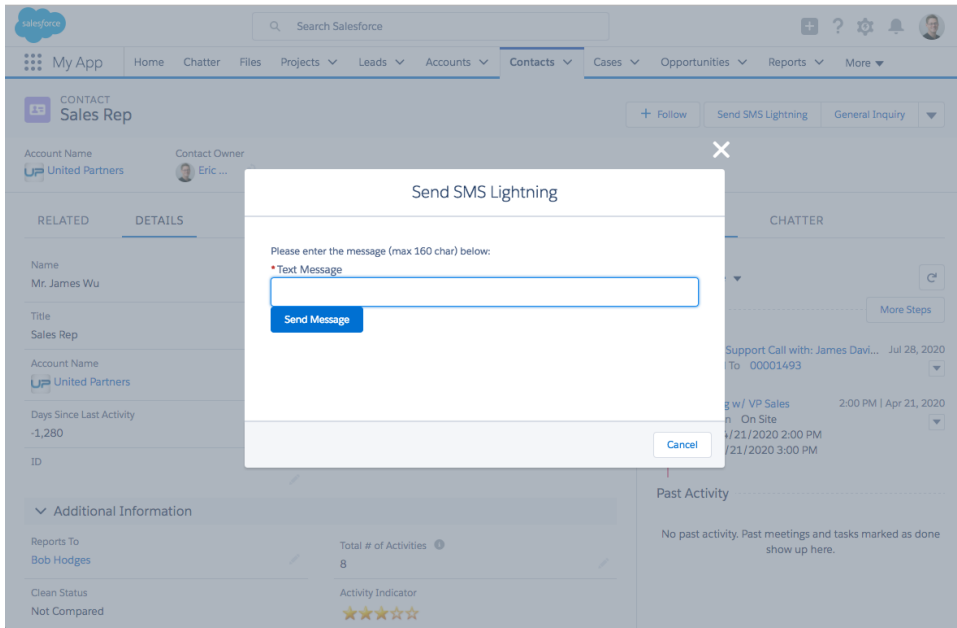 salesforce
Search Salesforce
My App
Home
Chatter
Files
Projects
Leads
Accounts
Contacts
Cases
Opportunities
Reports
More
CONTACT
Sales Rep
+ Follow
Send SMS Lightning
General Inquiry
Account Name
United Partners
Contact Owner
Eric ...
Send SMS Lightning
Please enter the message (max 160 char) below:
*Text Message
Send Message
Cancel
RELATED
DETAILS
CHATTER
Name
Mr. James Wu
Title
Sales Rep
Account Name
UP United Partners
Days Since Last Activity
-1,280
ID
Additional Information
Reports To
Bob Hodges
Total # of Activities
8
Clean Status
Not Compared
Activity Indicator
More Steps
Support Call with: James Davi... Jul 28, 2020
To 00001493
w/ VP Sales 2:00 PM | Apr 21, 2020
On Site
/21/2020 2:00 PM
/21/2020 3:00 PM
Past Activity
No past activity. Past meetings and tasks marked as done
show up here.